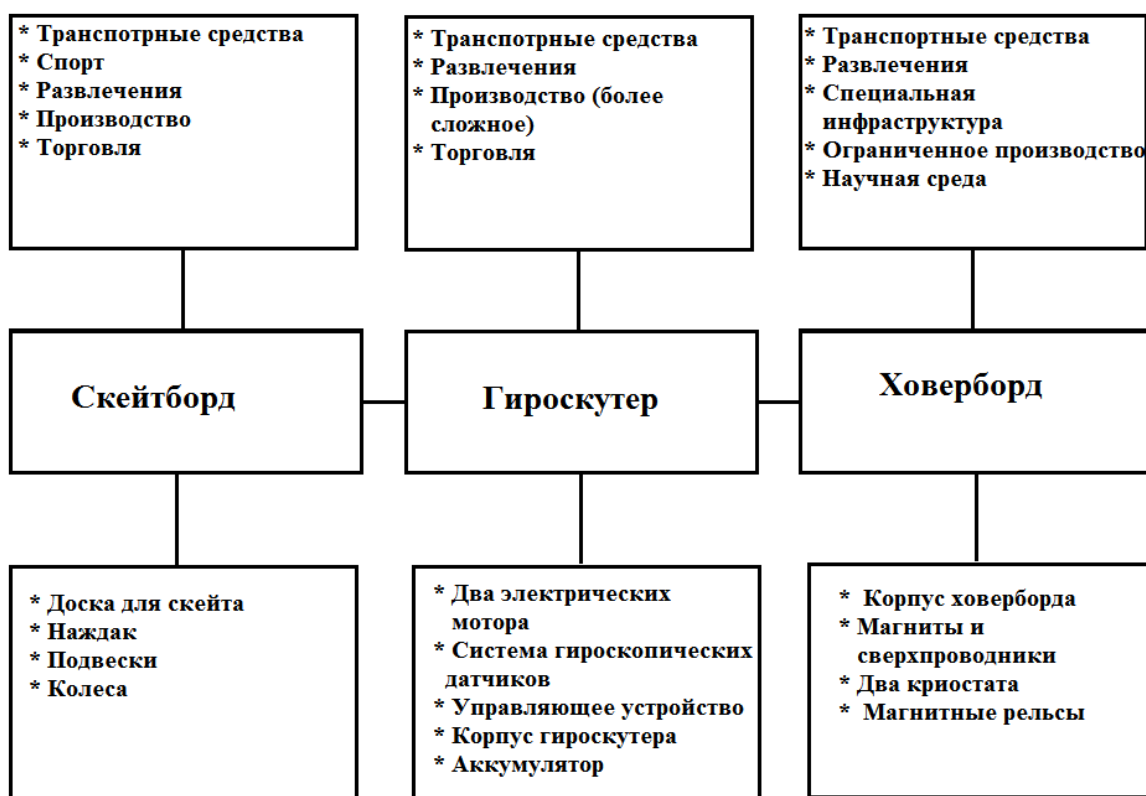 * Транспотрные средства
* Спорт
* Развлечения
* Производство
* Торговля
* Транспотрные средства
* Развлечения
* Производство (более
сложное)
* Торговля
* Транспортные средства
* Развлечения
* Специальная
инфраструктура
* Ограниченное производство
* Научная среда
Скейтборд
Гироскутер
Ховерборд
* Доска для скейта
* Наждак
* Подвески
* Колеса
* Два электрических
мотора
* Система гироскопических
датчиков
* Управляющее устройство
* Корпус гироскутера
* Аккумулятор
* Корпус ховерборда
* Магниты и
сверхпроводники
* Два криостата
* Магнитные рельсы